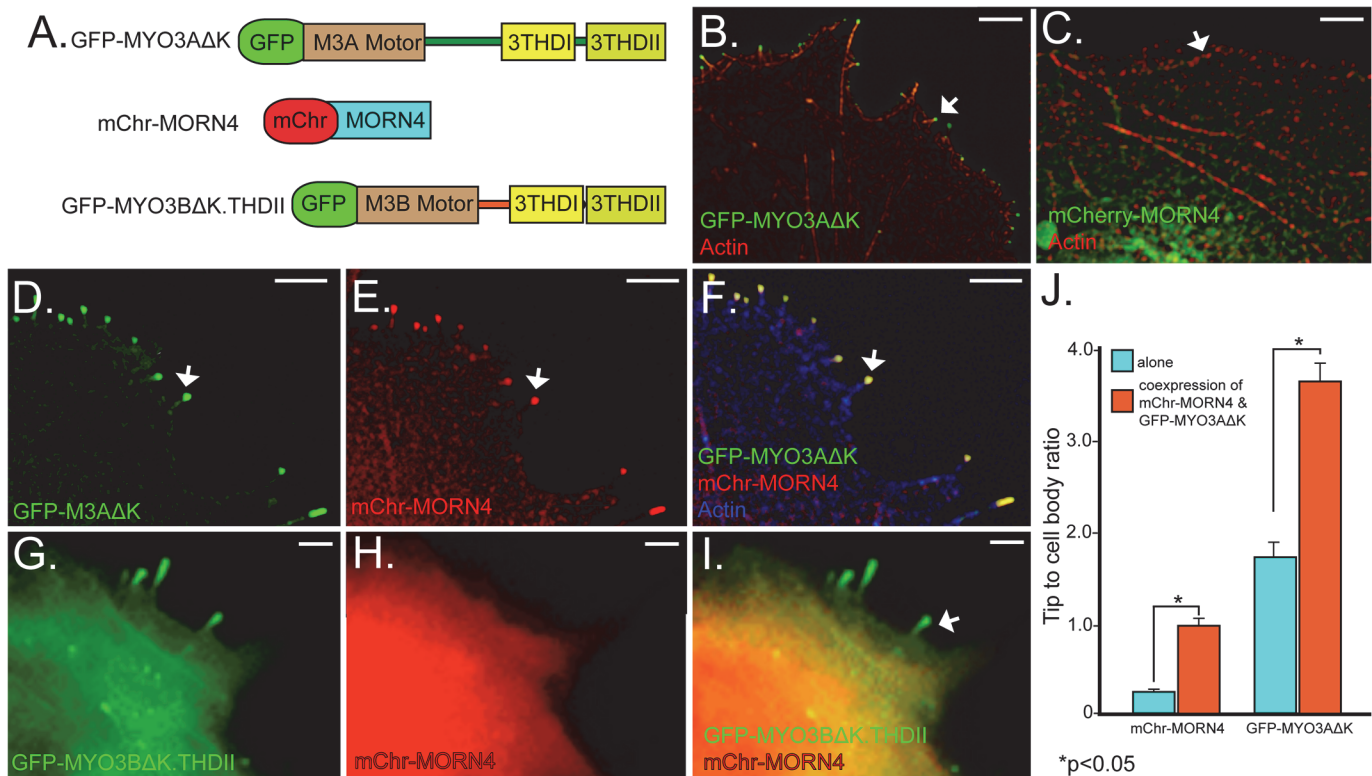 A.
GFP-MYO3AΔK
GFP
M3A Motor
3THDI
3THDII
mChr-MORN4
mChr
MORN4
GFP-MYO3BΔK.THDII
GFP
M3B Motor
3THDI
3THDII
B.
GFP-MYO3AΔK
Actin
C.
mCherry-MORN4
Actin
D.
GFP-M3AΔK
E.
mChr-MORN4
F.
GFP-MYO3AΔK
mChr-MORN4
Actin
G.
GFP-MYO3BΔK.THDII
H.
mChr-MORN4
I.
GFP-MYO3BΔK.THDII
mChr-MORN4
J.
Tip to cell body ratio
4.0
3.0
2.0
1.0
0
alone
coexpression of
mChr-MORN4 &
GFP-MYO3AΔK
*
*
mChr-MORN4
GFP-MYO3AΔK
*p<0.05